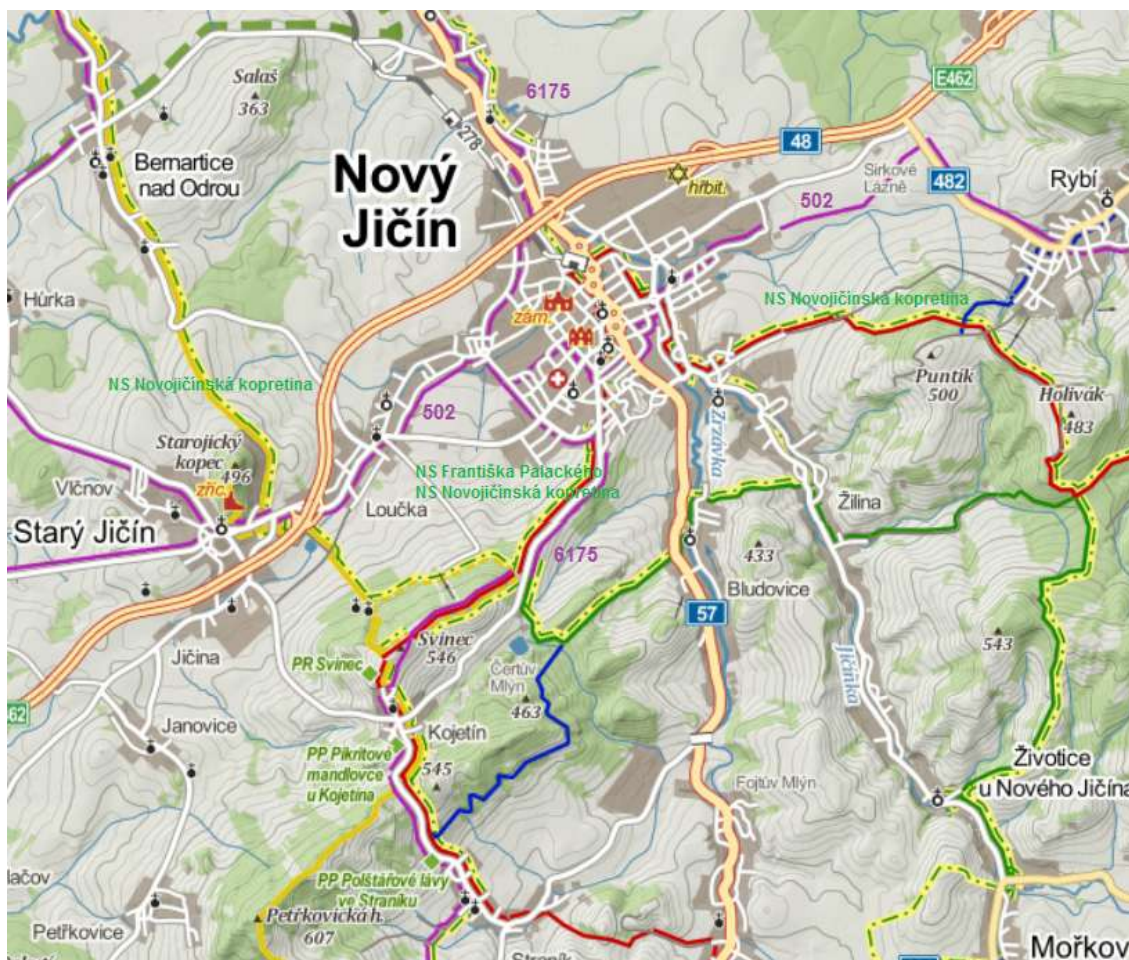 6175
Salaš
363
E462
278
48
Bernartice
nad Odrou
Nový
Jičín
hřbit.
Sirkové
Lázně
482
Rybí
502
Hůrka
NS Novojičínská kopretina
zám.
NS Novojičínská kopretina
Puntík
500
Holivák
483
502
Zrzávka
Starojický
kopec
496
zříc.
Vlčnov
NS Františka Palackého
NS Novojičínská kopretina
Starý Jičín
Loučka
Žilina
6175
433
Bludovice
57
Svinec
546
PR Svinec
Čertův
Mlýn
463
543
Jičina
Jičínka
62
Janovice
Kojetín
PP Pikritové
mandlovce
u Kojetína
545
Životice
u Nového Jičína
Fojtův Mlýn
PP Polštářové lávy
ve Straníku
Petřkovická h.
607
Petřkovice
Straník
Mořkov